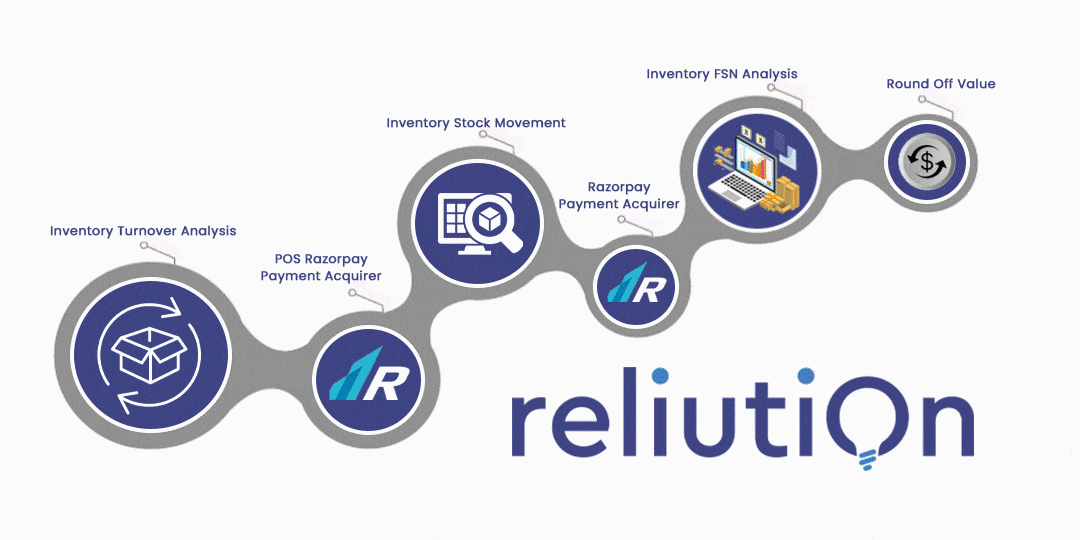 Inventory Turnover Analysis
POS Razorpay
Payment Acquirer
Inventory Stock Movement
Razorpay
Payment Acquirer
Inventory FSN Analysis
Round Off Value
R
R
$
reliution